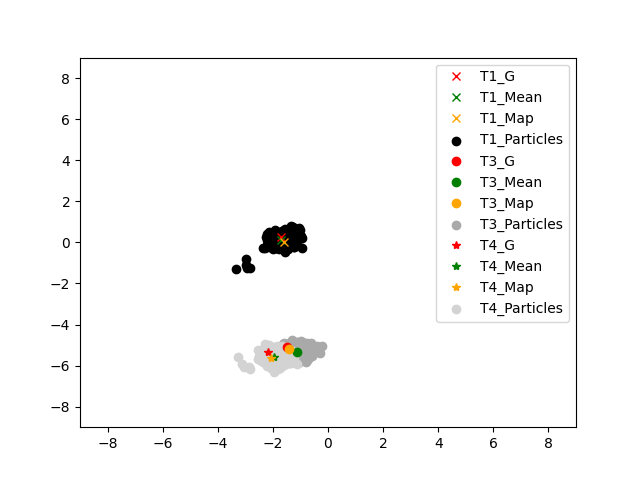 8
6
4
2
0
−2
−4
−6
−8
−8 −6 −4 −2 0 2 4 6 8
T1_G
T1_Mean
T1_Map
T1_Particles
T3_G
T3_Mean
T3_Map
T3_Particles
T4_G
T4_Mean
T4_Map
T4_Particles